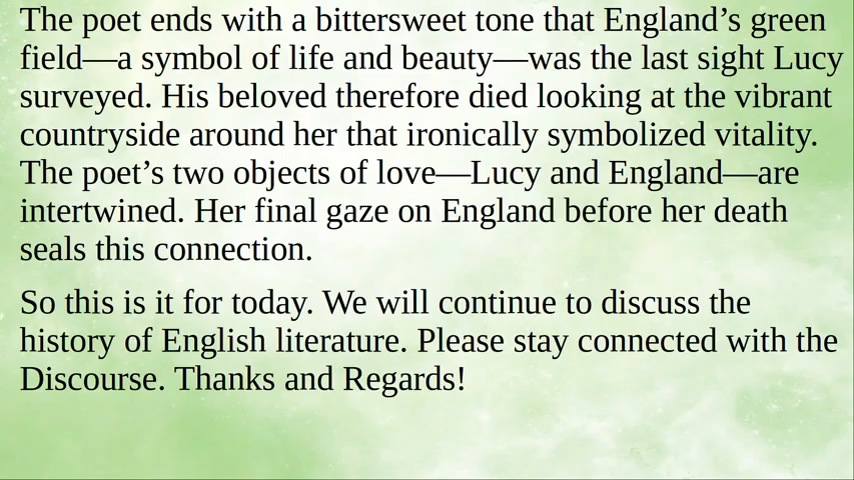 The poet ends with a bittersweet tone that England’s green
field—a symbol of life and beauty—was the last sight Lucy
surveyed. His beloved therefore died looking at the vibrant
countryside around her that ironically symbolized vitality.
The poet’s two objects of love—Lucy and England—are
intertwined. Her final gaze on England before her death
seals this connection.
So this is it for today. We will continue to discuss the
history of English literature. Please stay connected with the
Discourse. Thanks and Regards!